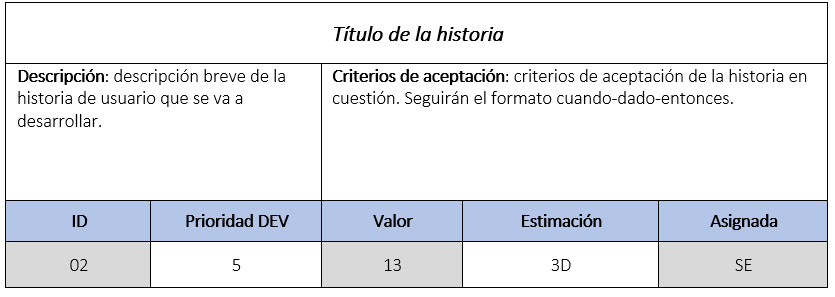 Título de la historia
Descripción: descripción breve de la
historia de usuario que se va a
desarrollar.
Criterios de aceptación: criterios de aceptación de la historia en
cuestión. Seguirán el formato cuando-dado-entonces.
ID Prioridad DEV Valor Estimación Asignada
02 5 13 3D SE